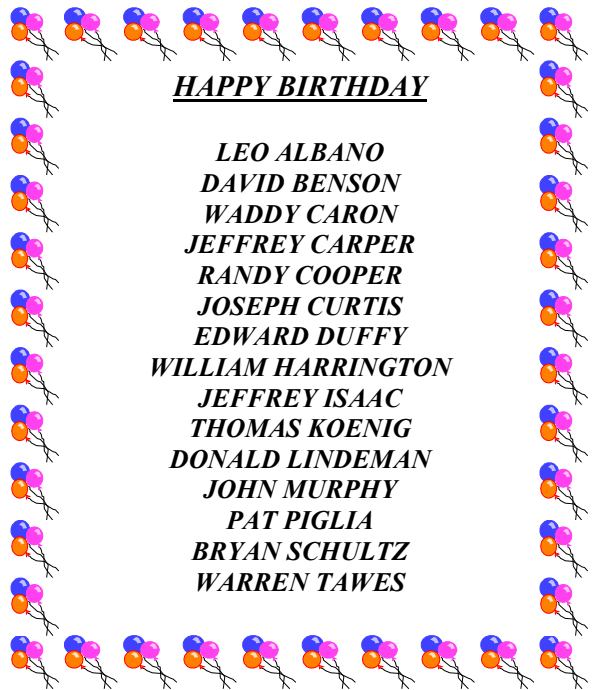 HAPPY BIRTHDAY
LEO ALBANO
DAVID BENSON
WADDY CARON
JEFFREY CARPER
RANDY COOPER
JOSEPH CURTIS
EDWARD DUFFY
WILLIAM HARRINGTON
JEFFREY ISAAC
THOMAS KOENIG
DONALD LINDEMAN
JOHN MURPHY
PAT PIGLIA
BRYAN SCHULTZ
WARREN TAWES